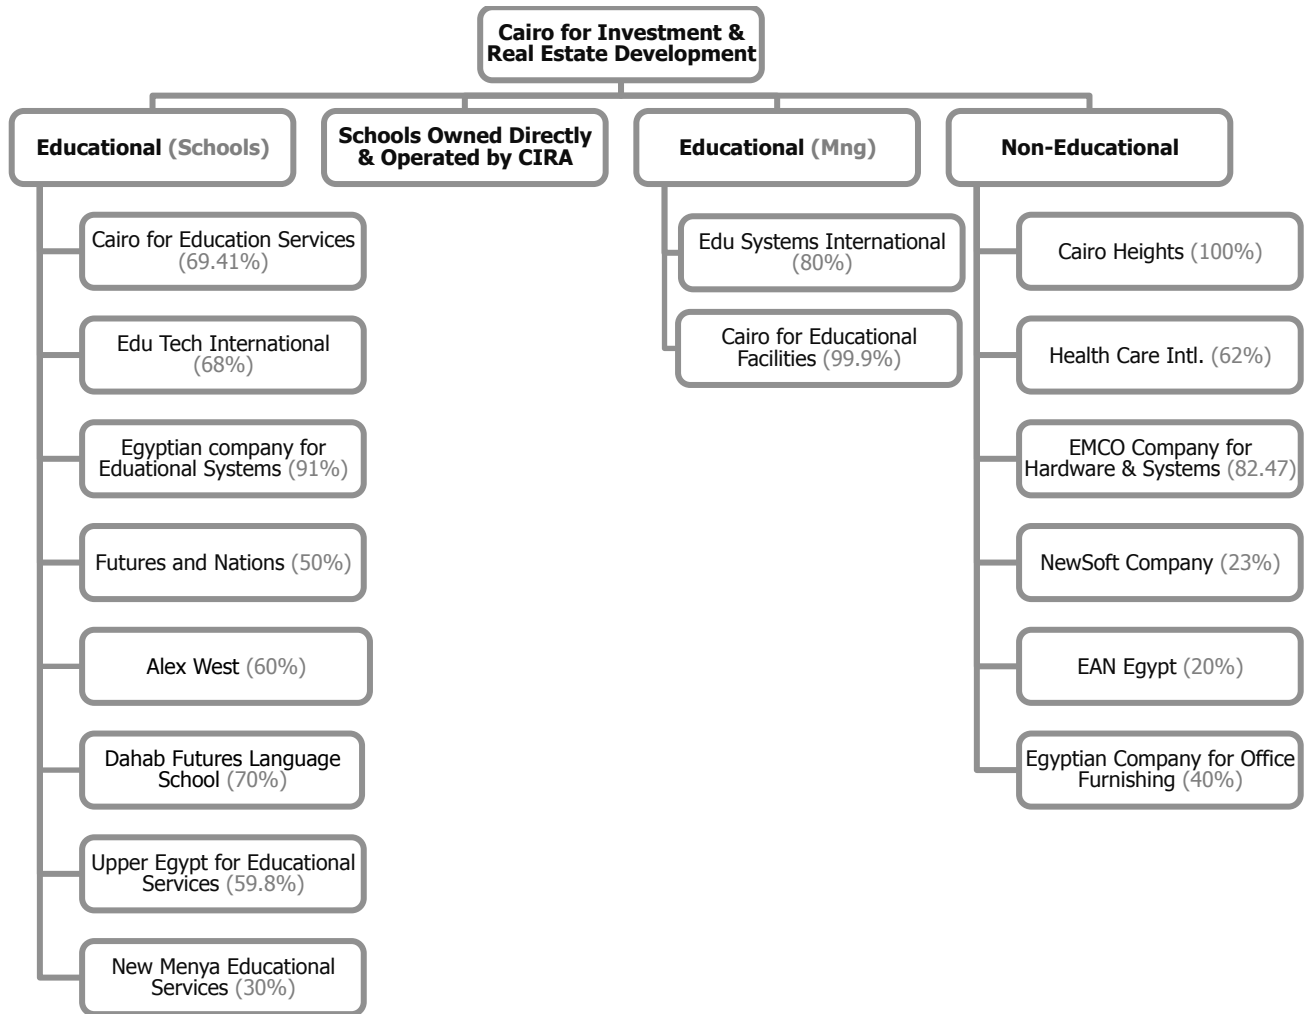 Cairo for Investment &
Real Estate Development
Educational (Schools)
Schools Owned Directly
& Operated by CIRA
Educational (Mng)
Non-Educational
Cairo for Education Services
(69.41%)
Edu Tech International
(68%)
Egyptian company for
Eduational Systems (91%)
Futures and Nations (50%)
Alex West (60%)
Dahab Futures Language
School (70%)
Upper Egypt for Educational
Services (59.8%)
New Menya Educational
Services (30%)
Edu Systems International
(80%)
Cairo for Educational
Facilities (99.9%)
Cairo Heights (100%)
Health Care Intl. (62%)
EMCO Company for
Hardware & Systems (82.47)
NewSoft Company (23%)
EAN Egypt (20%)
Egyptian Company for Office
Furnishing (40%)